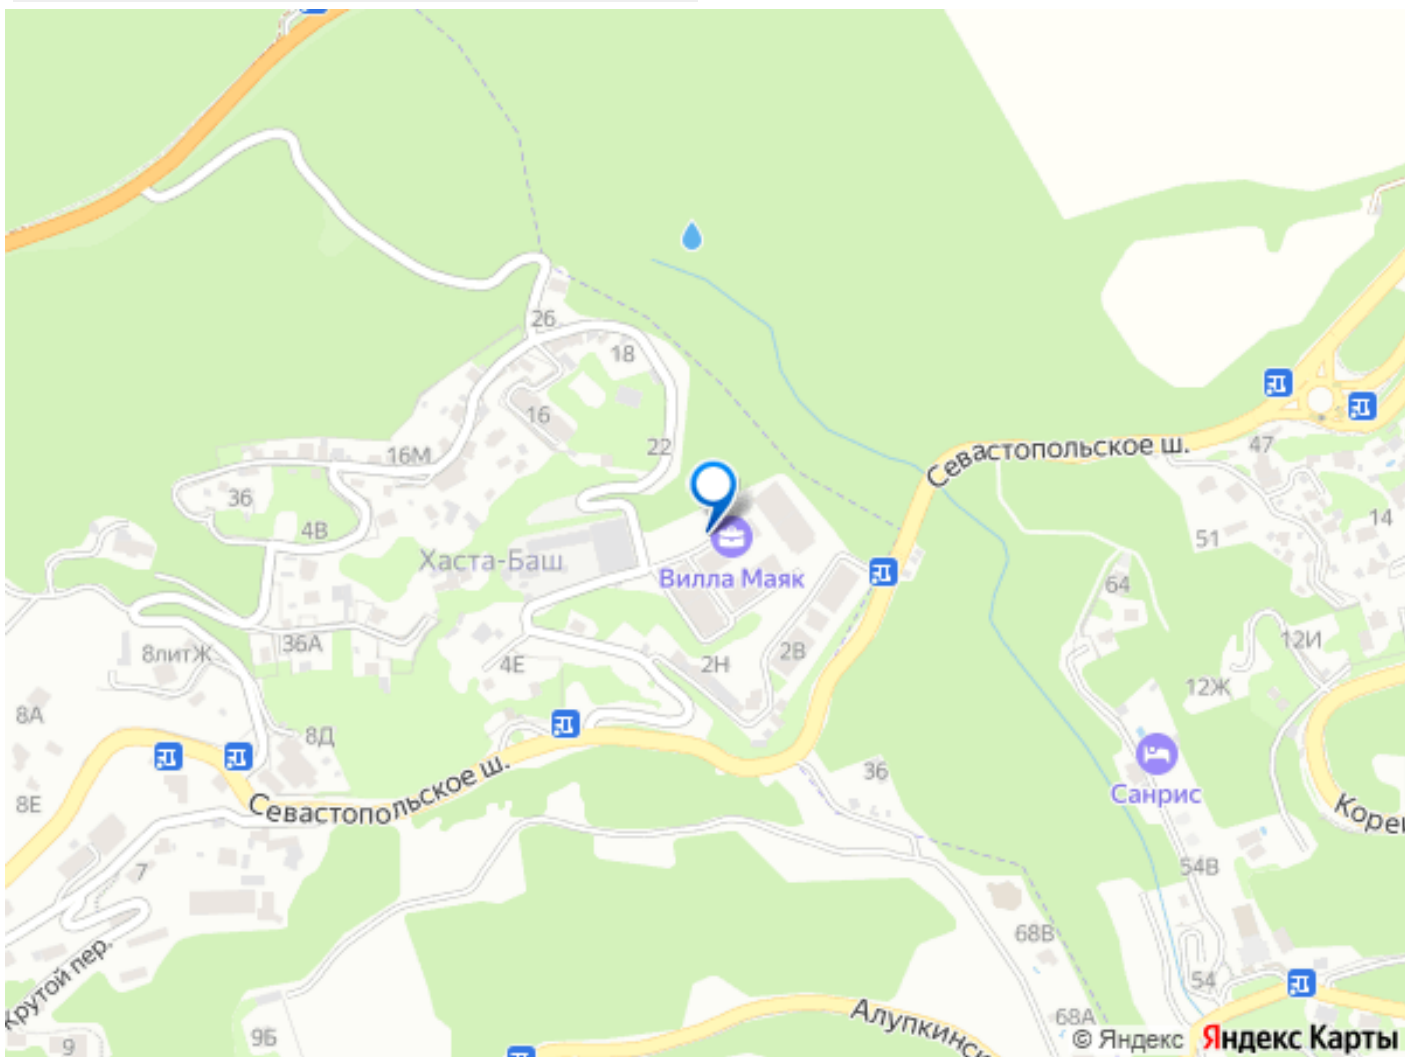 26
18
16
22
16М
36
4В
Хаста-Баш
Вилла Маяк
Севастопольское ш.
47
14
51
64
12И
12Ж
36А
8литЖ
4Е
2Н
2В
8А
8Д
8Е
Севастопольское ш.
36
Санрис
Кореи
7
54В
68В
54
Крутой пер.
9Б
9
Алупкинск
68А
© Яндекс Яндекс Карты